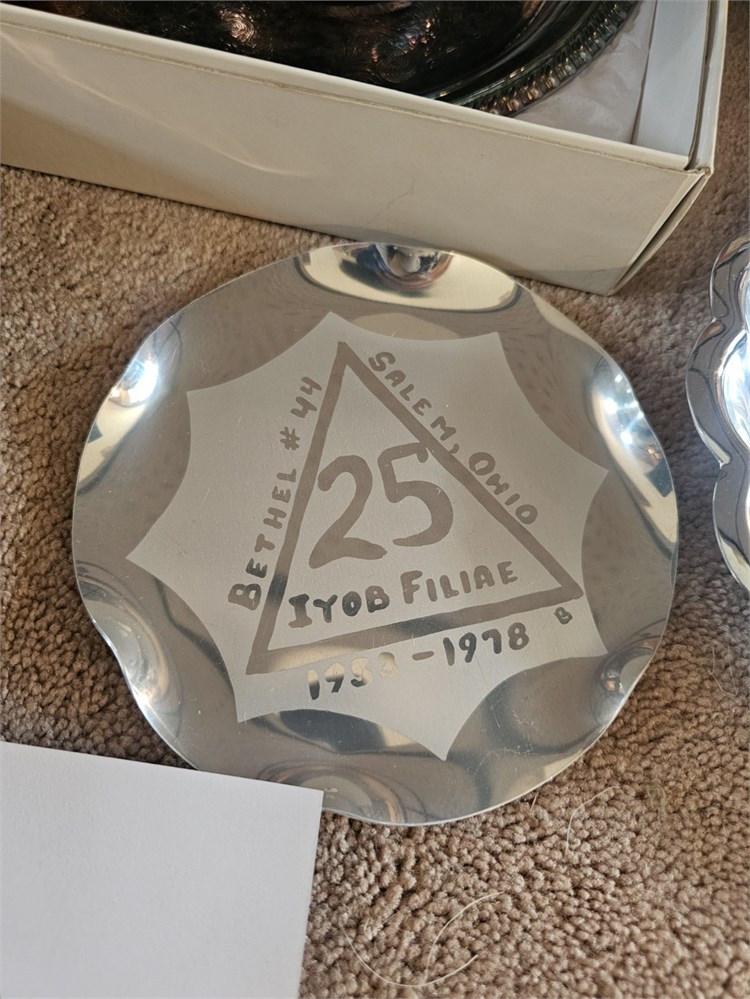 BETHEL # 44
SALEM, OHIO
25
IYOB FILIAE
1953-1978
B